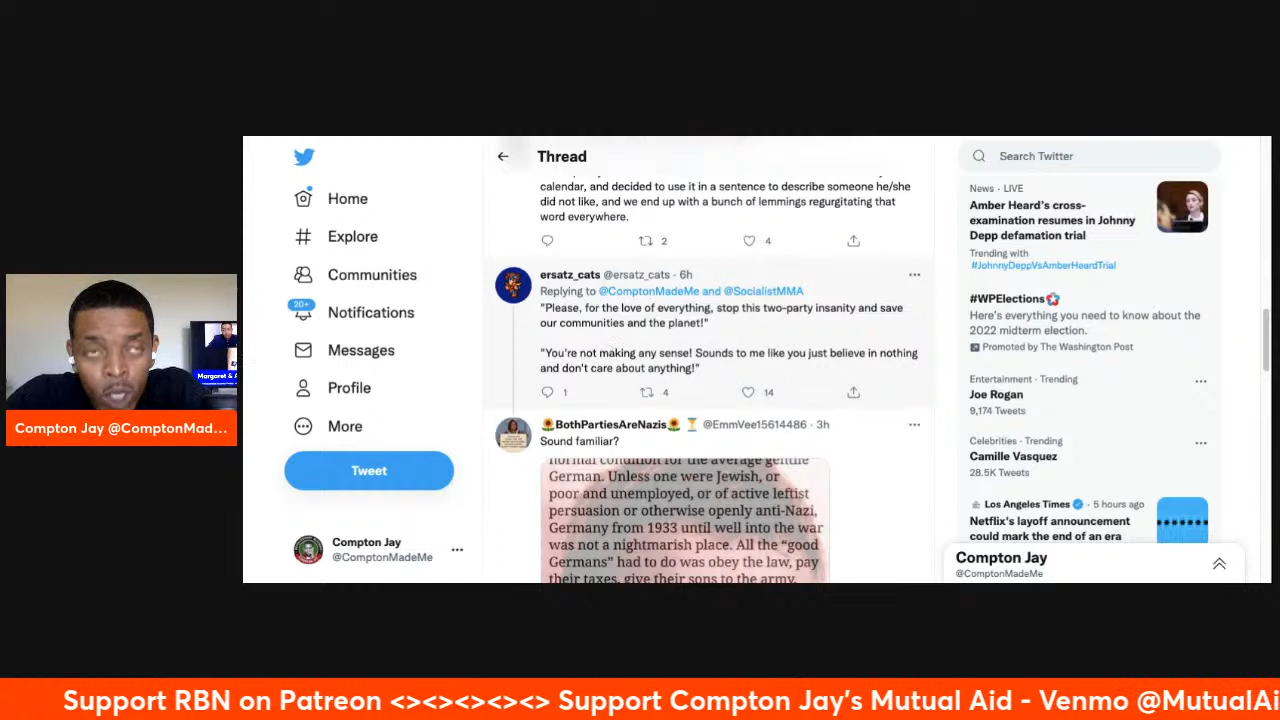 Thread
Search Twitter
Home
Explore
Communities
20+
Notifications
Messages
Profile
More
Tweet
Compton Jay
@ComptonMadeMe
calendar, and decided to use it in a sentence to describe someone he/she
did not like, and we end up with a bunch of lemmings regurgitating that
word everywhere.
2
4
ersatz_cats @ersatz_cats · 6h
Replying to @ComptonMadeMe and @SocialistMMA
"Please, for the love of everything, stop this two-party insanity and save
our communities and the planet!"
"You're not making any sense! Sounds to me like you just believe in nothing
and don't care about anything!"
1
4
14
🌻BothPartiesAreNazis🌻 ⏳ @EmmVee15614486 · 3h
Sound familiar?
normal condition for the average gentile
German. Unless one were Jewish, or
poor and unemployed, or of active leftist
persuasion or otherwise openly anti-Nazi,
Germany from 1933 until well into the war
was not a nightmarish place. All the “good
Germans” had to do was obey the law, pay
their taxes, give their sons to the army,
News · LIVE
Amber Heard's cross-
examination resumes in Johnny
Depp defamation trial
Trending with
#JohnnyDeppVsAmberHeardTrial
#WPElections
Here's everything you need to know about the
2022 midterm election.
Promoted by The Washington Post
Entertainment · Trending
Joe Rogan
9,174 Tweets
Celebrities · Trending
Camille Vasquez
28.5K Tweets
Los Angeles Times · 5 hours ago
Netflix's layoff announcement
could mark the end of an era
Compton Jay
@ComptonMadeMe
Margaret & A
Compton Jay @ComptonMad...
Support RBN on Patreon <><><><><> Support Compton Jay's Mutual Aid - Venmo @MutualAi